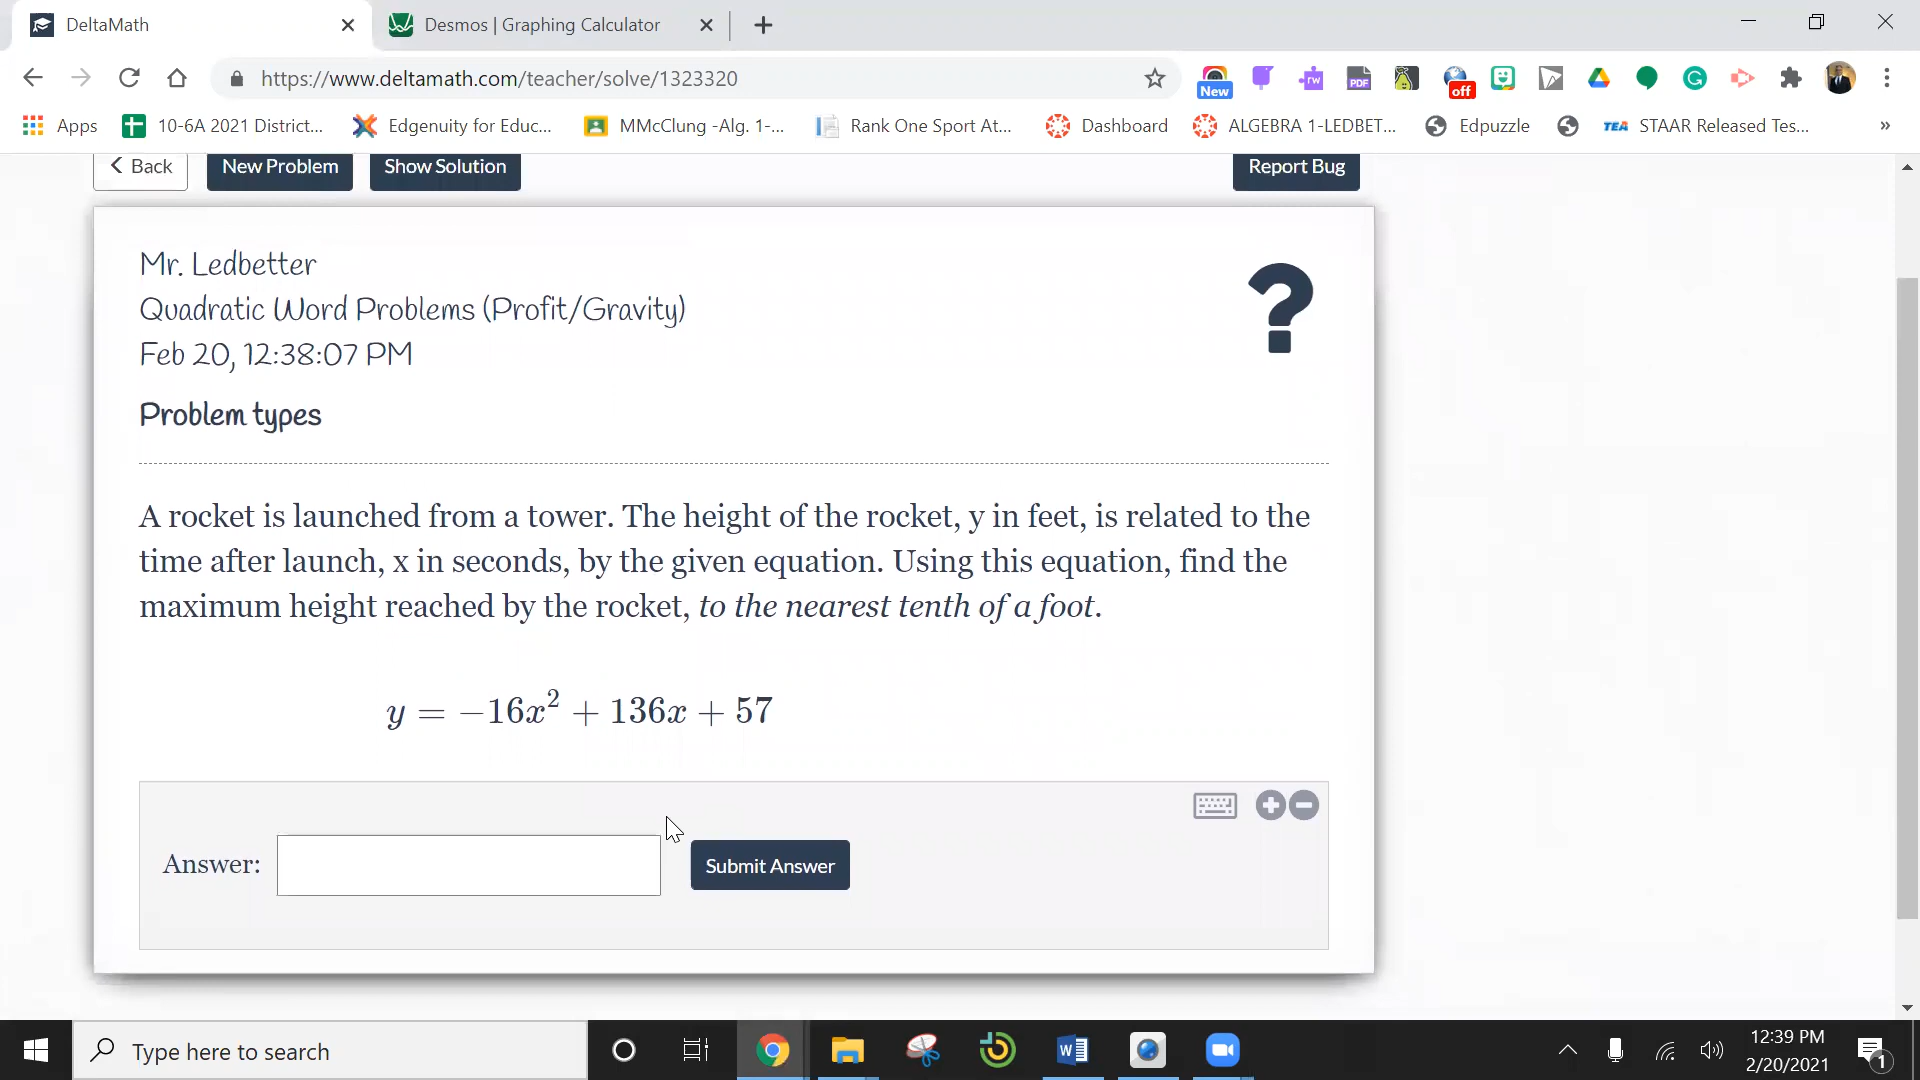 DeltaMath
Desmos | Graphing Calculator
https://www.deltamath.com/teacher/solve/1323320
New
rw
PDF
off
Apps
10-6A 2021 District...
Edgenuity for Educ...
MMcClung -Alg. 1-...
Rank One Sport At...
Dashboard
ALGEBRA 1-LEDBET...
Edpuzzle
TEA
STAAR Released Tes...
»
Back
New Problem
Show Solution
Report Bug
Mr. Ledbetter
Quadratic Word Problems (Profit/Gravity)
Feb 20, 12:38:07 PM
?
Problem types
A rocket is launched from a tower. The height of the rocket, y in feet, is related to the
time after launch, x in seconds, by the given equation. Using this equation, find the
maximum height reached by the rocket, to the nearest tenth of a foot.
y = −16x² + 136x + 57
Answer:
Submit Answer
Type here to search
12:39 PM
2/20/2021
1